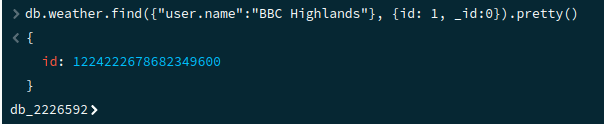 > db.weather.find({"user.name":"BBC Highlands"}, {id: 1, _id:0}).pretty()
< {
id: 1224222678682349600
}
db_2226592>